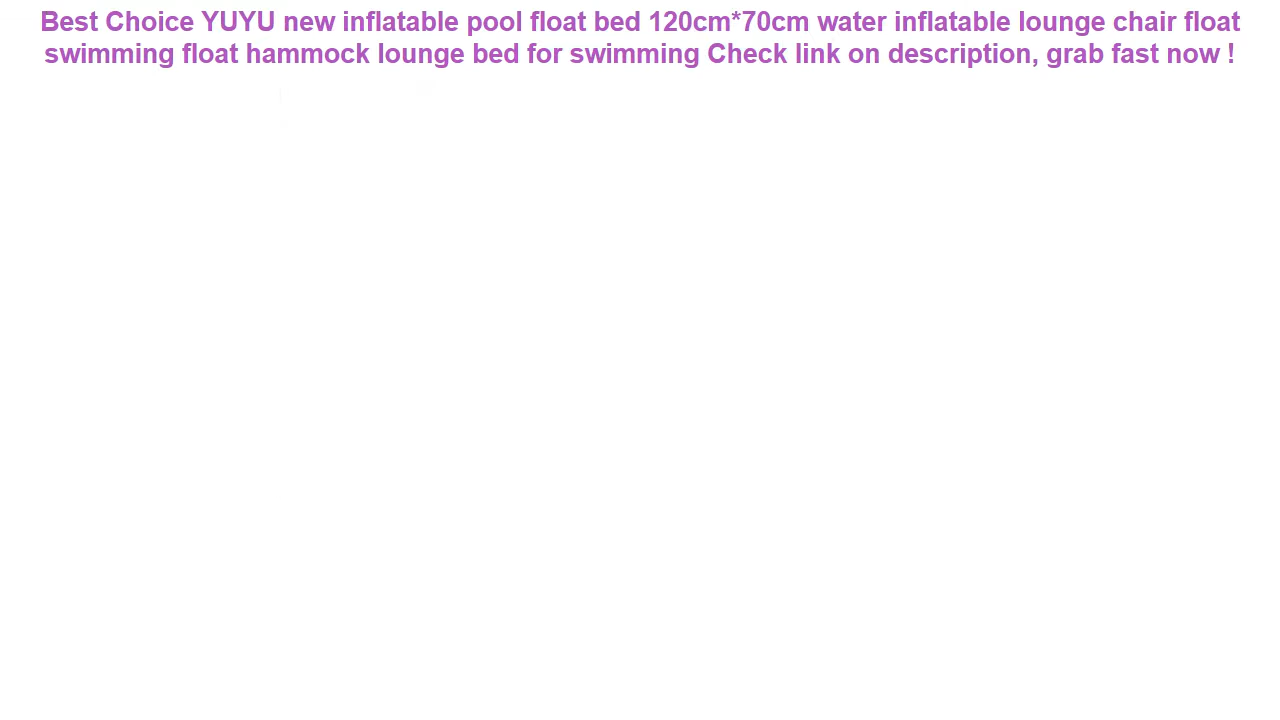 Best Choice YUYU new inflatable pool float bed 120cm*70cm water inflatable lounge chair float
swimming float hammock lounge bed for swimming Check link on description, grab fast now !